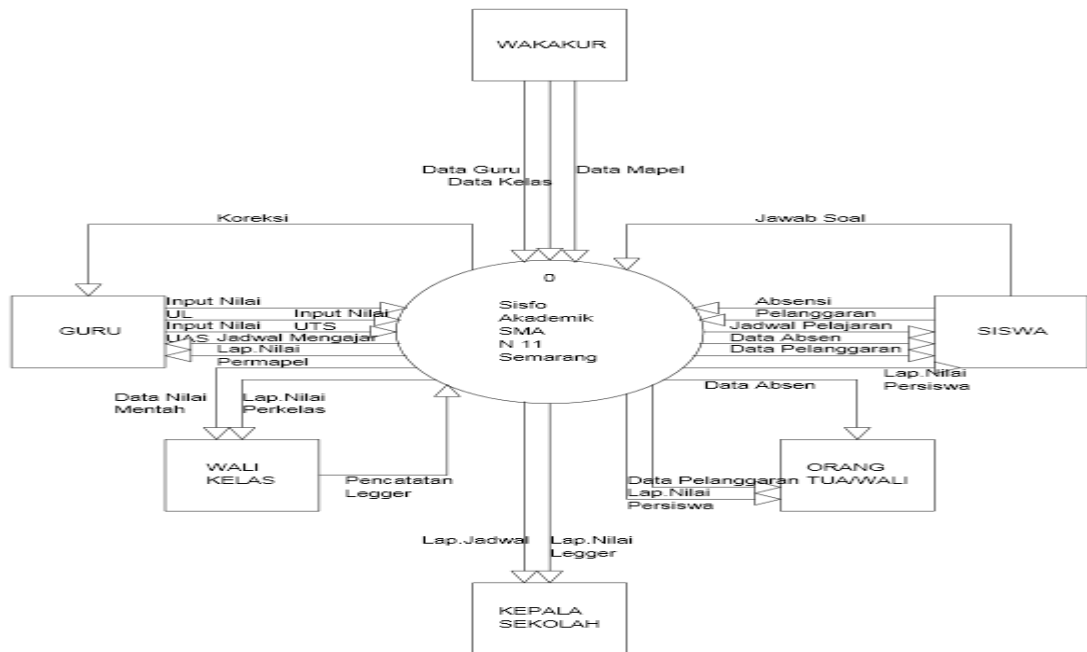 WAKAKUR
Data Guru
Data Kelas
Data Mapel
Koreksi
Jawab Soal
0
Sisfo
Akademik
SMA
N 11
Semarang
GURU
Input Nilai
UL
Input Nilai
UTS
Input Nilai
UAS
Jadwal Mengajar
Lap.Nilai
Permapel
Absensi
Pelanggaran
Jadwal Pelajaran
Data Absen
Data Pelanggaran
Lap.Nilai
Persiswa
SISWA
Data Nilai
Mentah
Lap.Nilai
Perkelas
Data Absen
WALI
KELAS
Pencatatan
Legger
Data Pelanggaran
Lap.Nilai
Persiswa
ORANG
TUA/WALI
Lap.Jadwal
Lap.Nilai
Legger
KEPALA
SEKOLAH